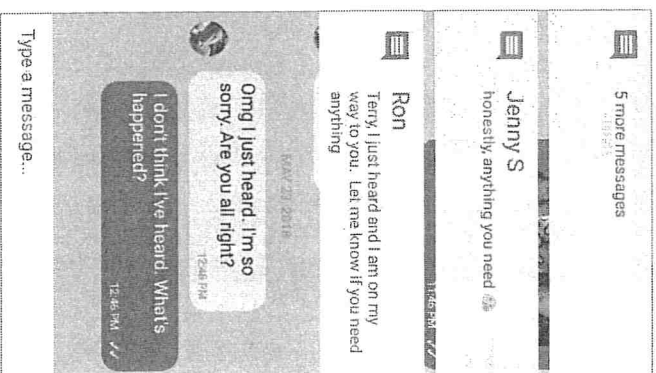 5 more messages
Jenny S
honestly, anything you need
11:46 PM
Ron
Terry, I just heard and I am on my
way to you. Let me know if you need
anything
MAY 23 2018
Omg I just heard. I'm so
sorry. Are you all right?
12:46 PM
I don't think I've heard. What's
happened?
12:46 PM
Type a message...